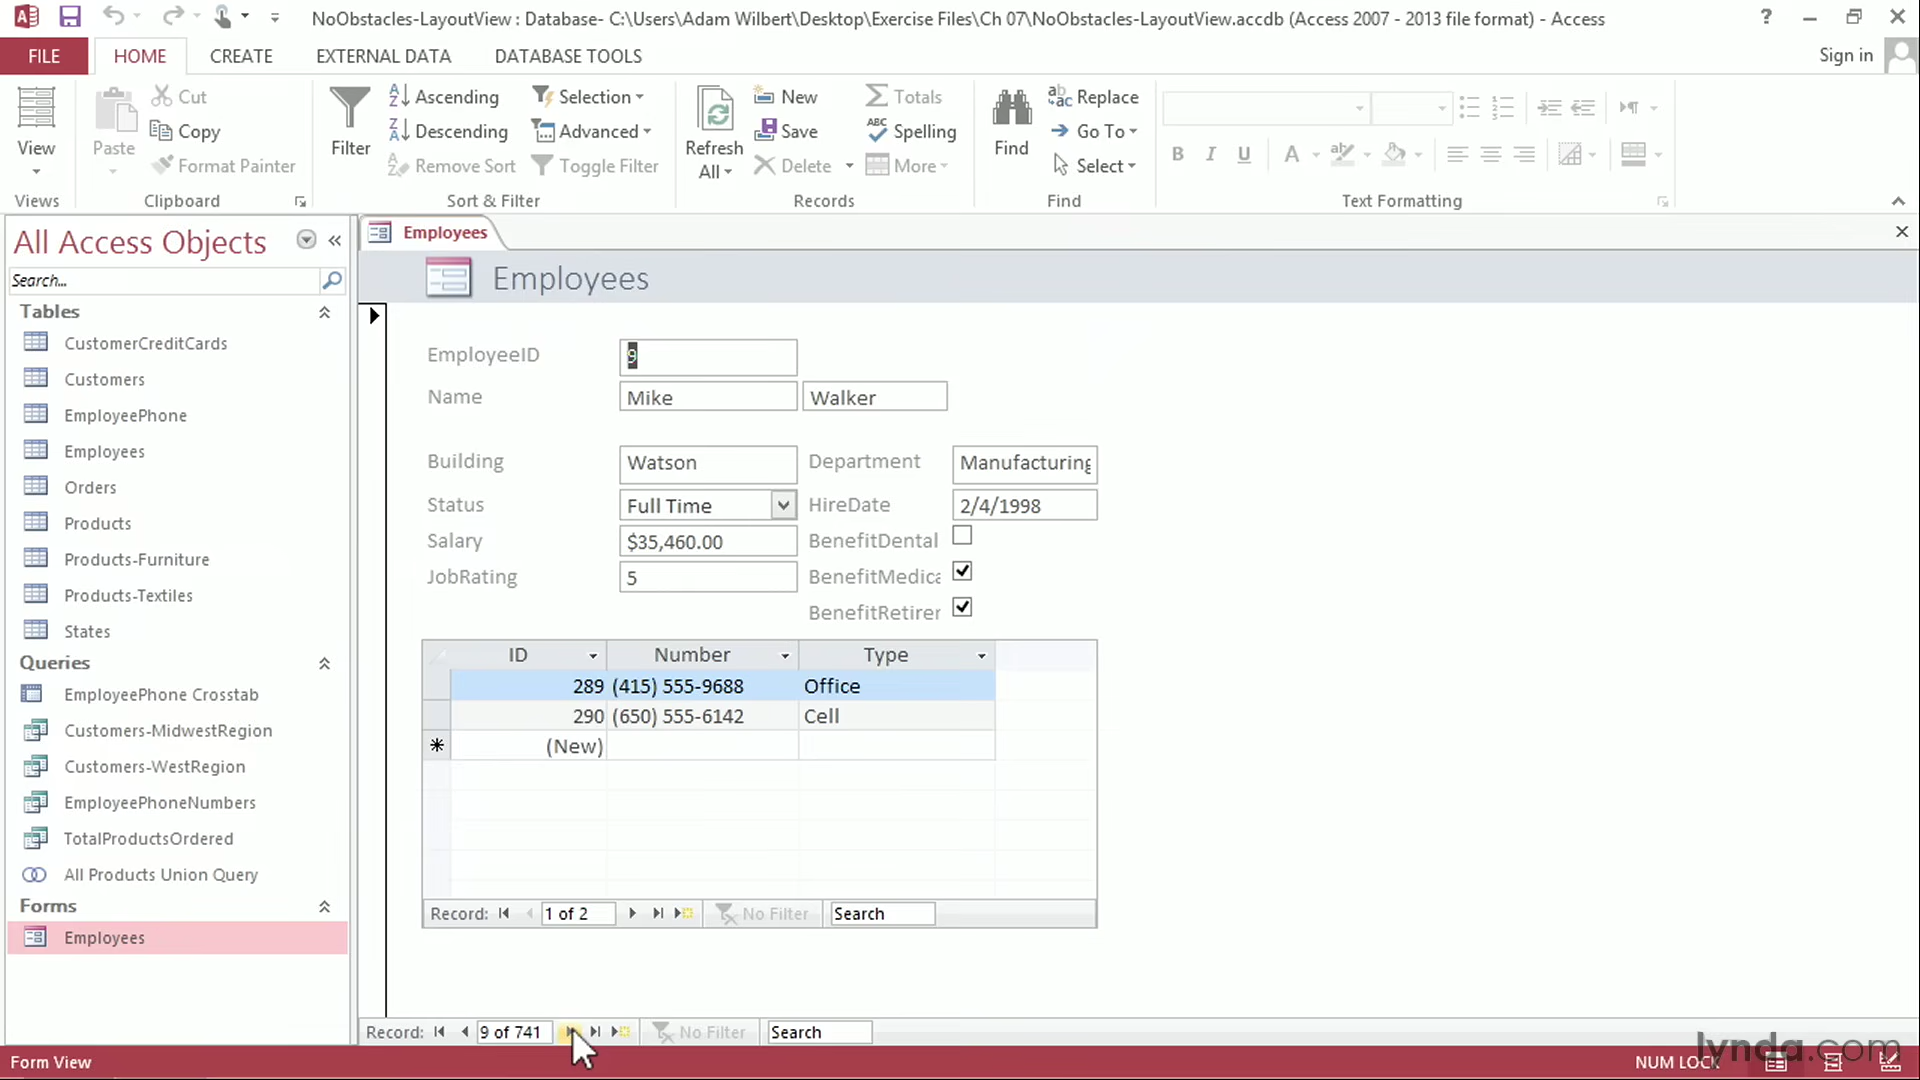 NoObstacles-LayoutView : Database- C:\Users\Adam Wilbert\Desktop\Exercise Files\Ch 07\NoObstacles-LayoutView.accdb (Access 2007 - 2013 file format) - Access
FILE HOME CREATE EXTERNAL DATA DATABASE TOOLS Sign in
View
Views
Paste
Cut
Copy
Format Painter
Clipboard
Filter
Ascending
Descending
Remove Sort
Selection
Advanced
Toggle Filter
Sort & Filter
Refresh
All
New
Save
Delete
Totals
Spelling
More
Records
Find
Replace
Go To
Select
Find
B I U A
Text Formatting
All Access Objects
Search...
Tables
CustomerCreditCards
Customers
EmployeePhone
Employees
Orders
Products
Products-Furniture
Products-Textiles
States
Queries
EmployeePhone Crosstab
Customers-MidwestRegion
Customers-WestRegion
EmployeePhoneNumbers
TotalProductsOrdered
All Products Union Query
Forms
Employees
Employees
Employees
EmployeeID 9
Name Mike Walker
Building Watson Department Manufacturing
Status Full Time HireDate 2/4/1998
Salary $35,460.00 BenefitDental
JobRating 5 BenefitMedica
BenefitRetirer
ID Number Type
289 (415) 555-9688 Office
290 (650) 555-6142 Cell
(New)
Record: 1 of 2 No Filter Search
Record: 9 of 741 No Filter Search
Form View NUM LOCK
lynda.com